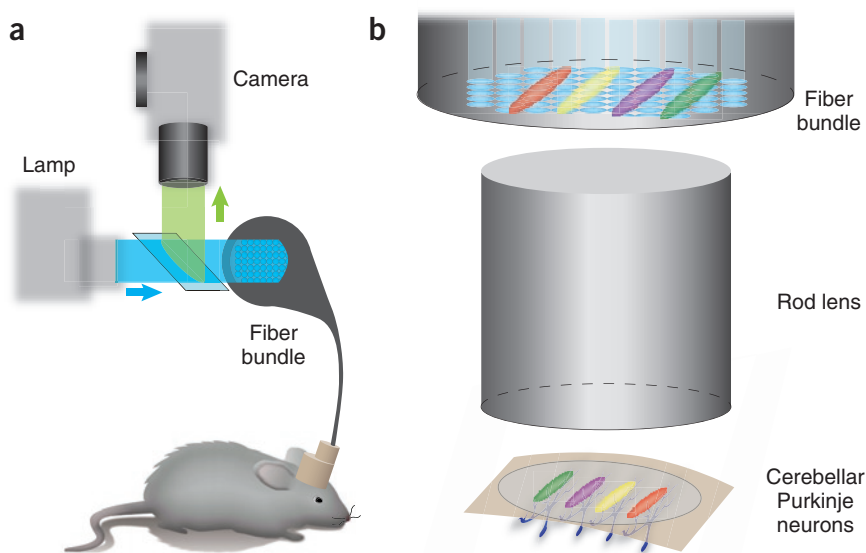 a
Camera
Lamp
Fiber
bundle
b
Fiber
bundle
Rod lens
Cerebellar
Purkinje
neurons